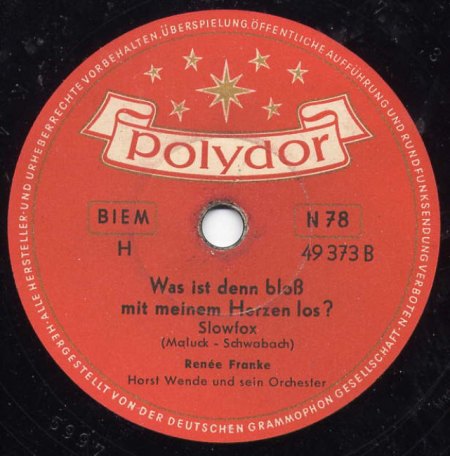 ALLE HERSTELLER- UND URHEBERRECHTE VORBEHALTEN. ÜBERSPIELUNG, ÖFFENTLICHE AUFFÜHRUNG UND RUNDFUNKSENDUNG VERBOTEN.
polydor
BIEM
N 78
H
49 373 B
Was ist denn bloß
mit meinem Herzen los?
Slowfox
(Maluck - Schwabach)
Renée Franke
Horst Wende und sein Orchester
HERGESTELLT VON DER DEUTSCHEN GRAMMOPHON GESELLSCHAFT